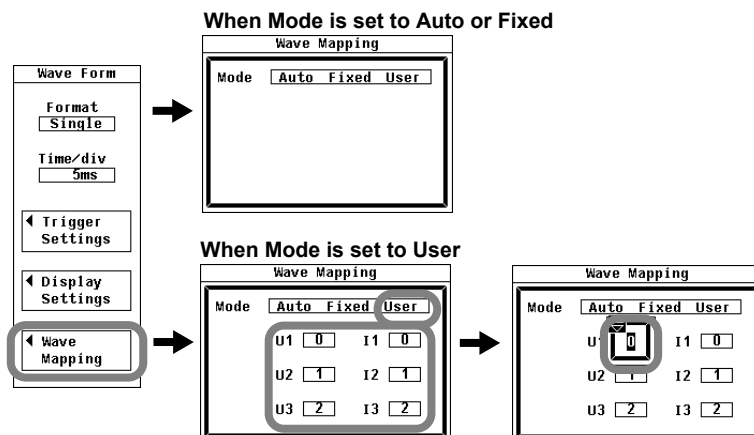 When Mode is set to Auto or Fixed
Wave Mapping
Mode Auto Fixed User
Wave Form
Format
Single
Time/div
5ms
Trigger
Settings
Display
Settings
Wave
Mapping
When Mode is set to User
Wave Mapping
Mode Auto Fixed User
U1 0 I1 0
U2 1 I2 1
U3 2 I3 2
Wave Mapping
Mode Auto Fixed User
U1 0 I1 0
U2 1 I2 1
U3 2 I3 2